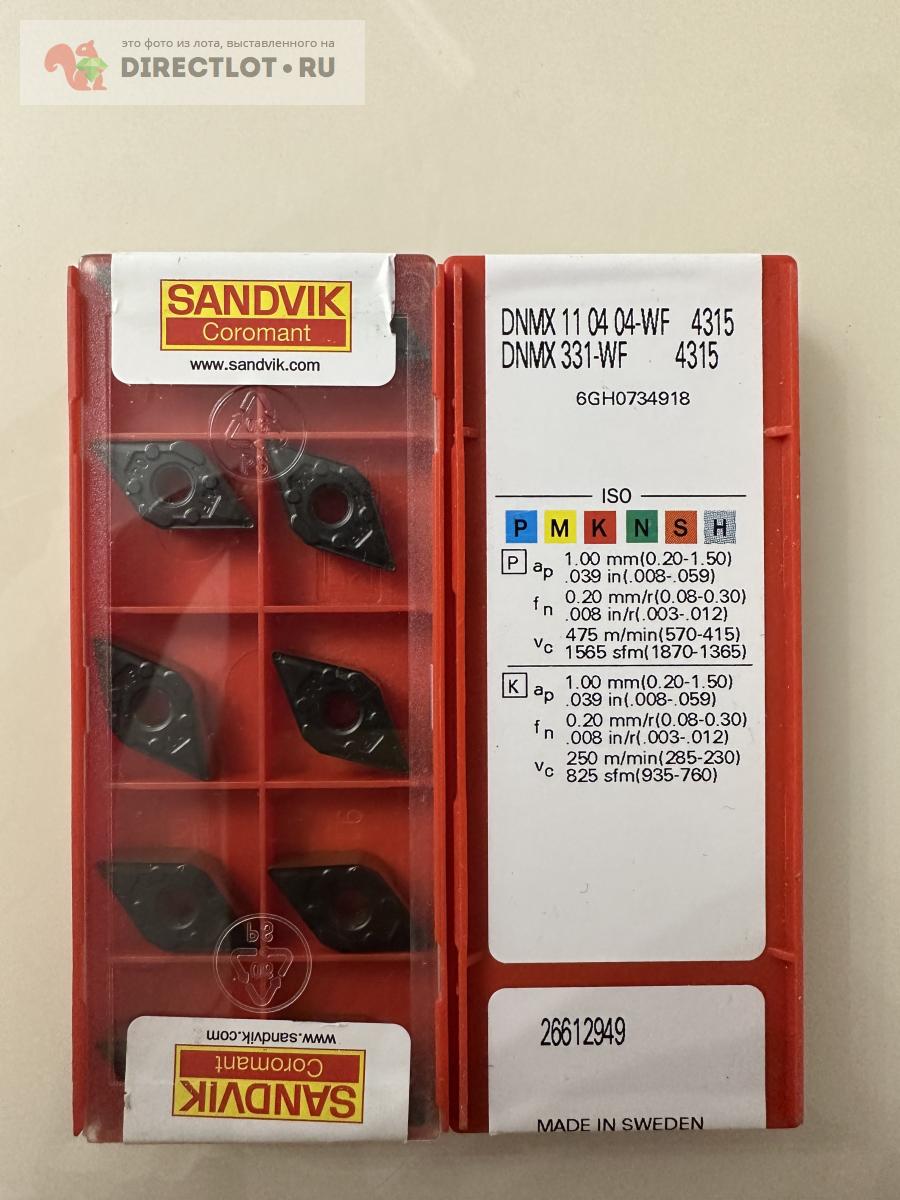 это фото из лота, выставленного на
DIRECTLOT•RU
SANDVIK
Coromant
www.sandvik.com
www.sandvik.com
Coromant
SANDVIK
DNMX 11 04 04-WF 4315
DNMX 331-WF 4315
6GH0734918
ISO
P M K N S H
P ap 1.00 mm(0.20-1.50)
.039 in(.008-.059)
fn 0.20 mm/r(0.08-0.30)
.008 in/r(.003-.012)
vc 475 m/min(570-415)
1565 sfm(1870-1365)
K ap 1.00 mm(0.20-1.50)
.039 in(.008-.059)
fn 0.20 mm/r(0.08-0.30)
.008 in/r(.003-.012)
vc 250 m/min(285-230)
825 sfm(935-760)
26612949
MADE IN SWEDEN